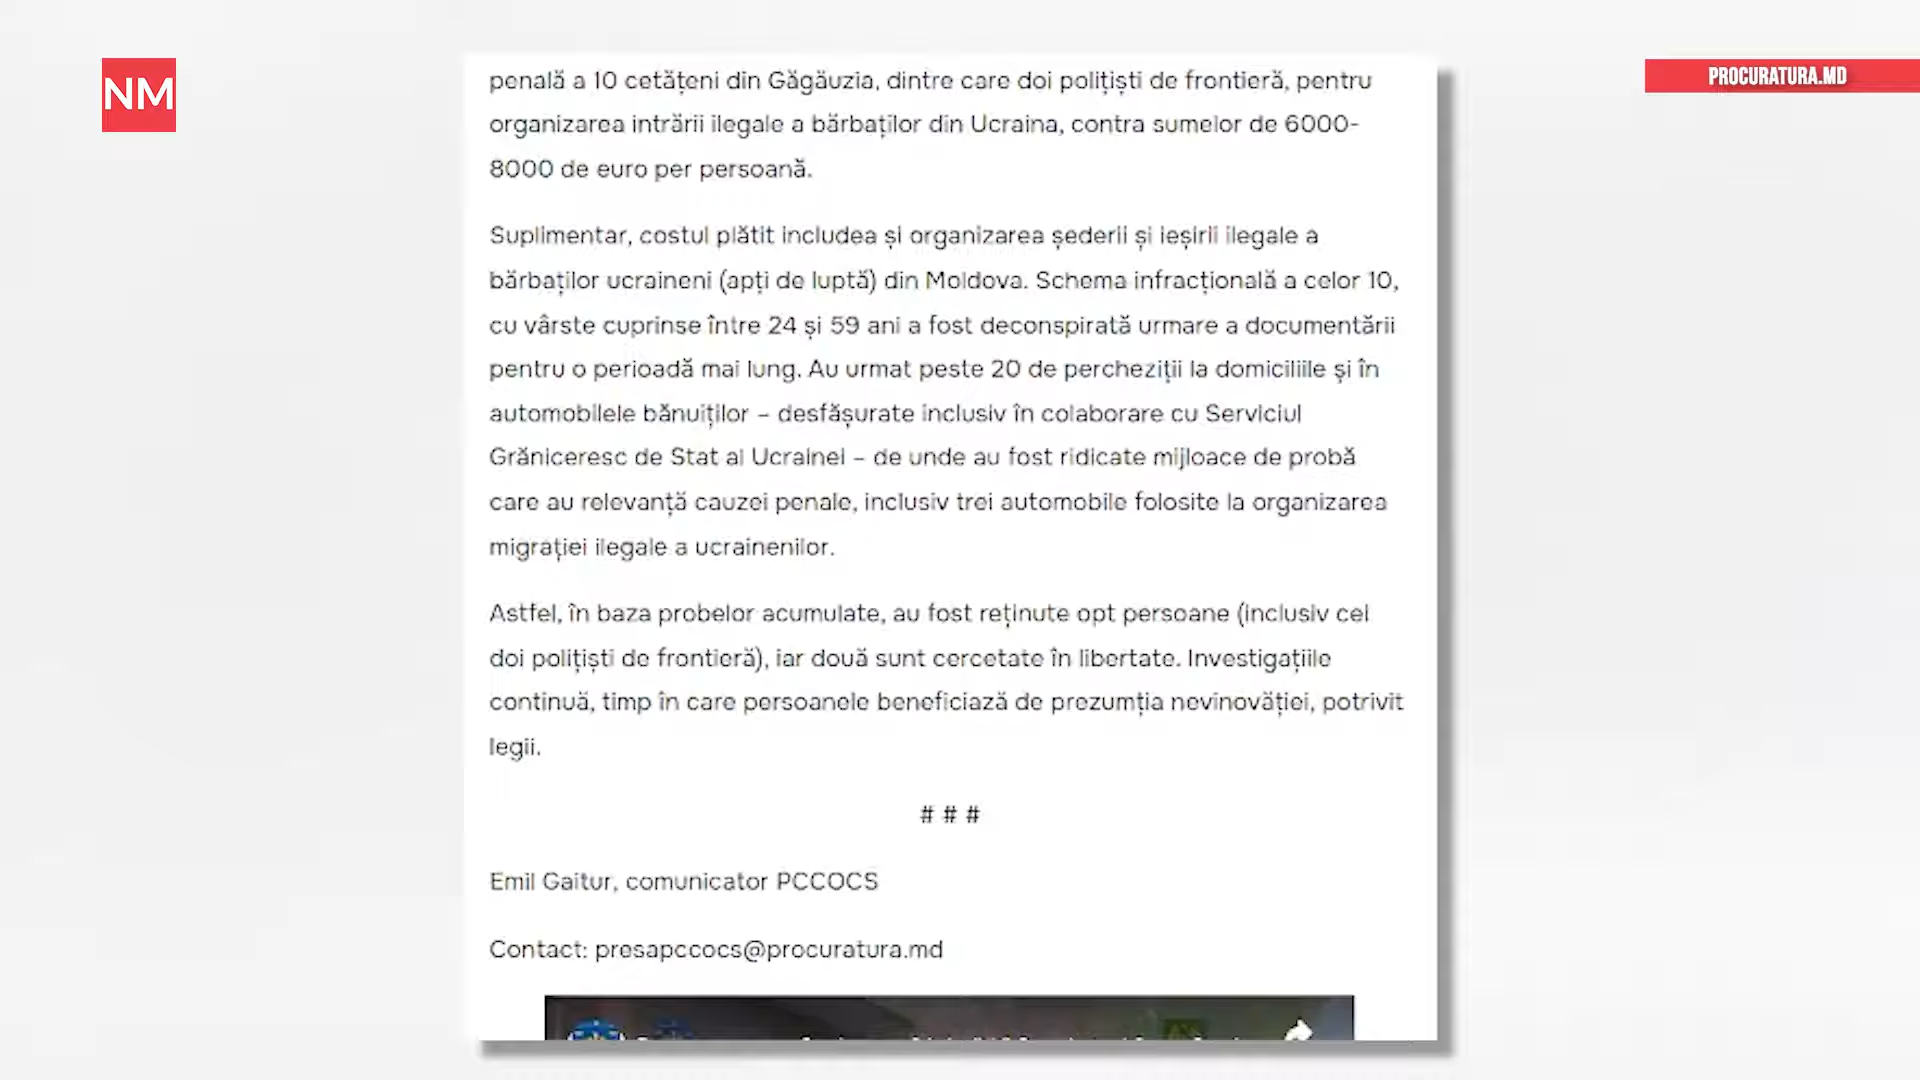 NM
PROCURATURA.MD
penală a 10 cetățeni din Găgăuzia, dintre care doi polițiști de frontieră, pentru
organizarea intrării ilegale a bărbaților din Ucraina, contra sumelor de 6000-
8000 de euro per persoană.
Suplimentar, costul plătit includea și organizarea șederii și ieșirii ilegale a
bărbaților ucraineni (apți de luptă) din Moldova. Schema infracțională a celor 10,
cu vârste cuprinse între 24 și 59 ani a fost deconspirată urmare a documentării
pentru o perioadă mai lung. Au urmat peste 20 de percheziții la domiciliile și în
automobilele bănuiților – desfășurate inclusiv în colaborare cu Serviciul
Grăniceresc de Stat al Ucrainei – de unde au fost ridicate mijloace de probă
care au relevanță cauzei penale, inclusiv trei automobile folosite la organizarea
migrației ilegale a ucrainenilor.
Astfel, în baza probelor acumulate, au fost reținute opt persoane (inclusiv cei
doi polițiști de frontieră), iar două sunt cercetate în libertate. Investigațiile
continuă, timp în care persoanele beneficiază de prezumția nevinovăției, potrivit
legii.
# # #
Emil Gaitur, comunicator PCCOCS
Contact: presapccocs@procuratura.md